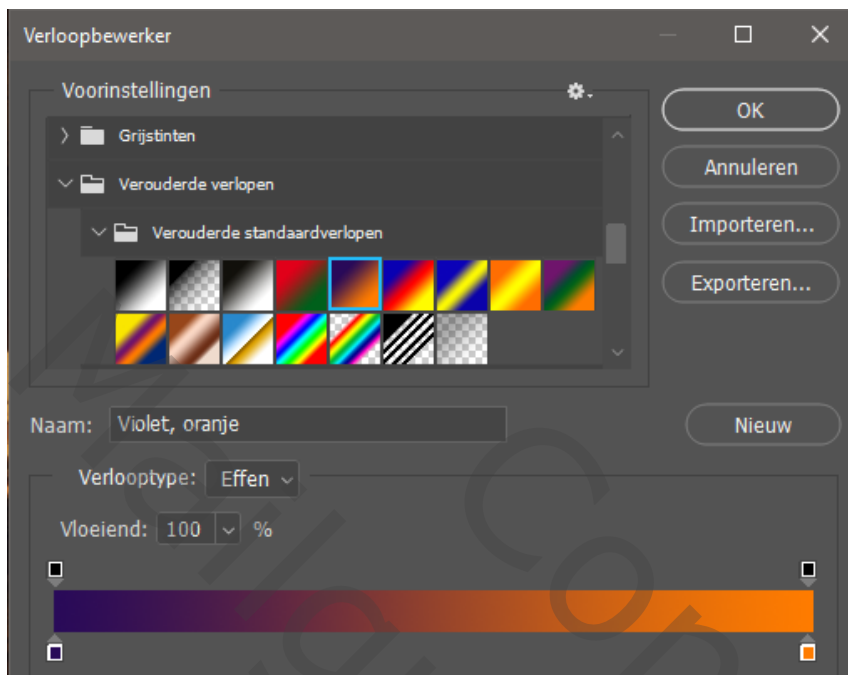 Verloopbewerker
Voorinstellingen
OK
Grijstinten
Annuleren
Verouderde verlopen
Importeren...
Verouderde standaardverlopen
Exporteren...
Naam: Violet, oranje
Nieuw
Verlooptype: Effen
Vloeiend: 100 %